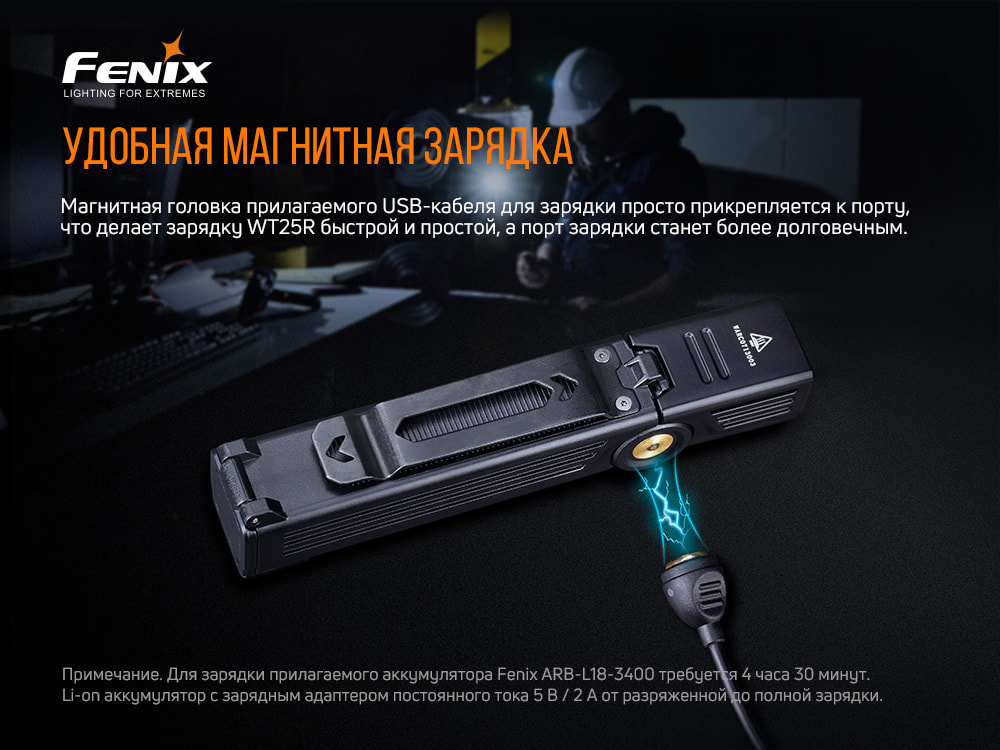 FENIX
LIGHTING FOR EXTREMES
УДОБНАЯ МАГНИТНАЯ ЗАРЯДКА
Магнитная головка прилагаемого USB-кабеля для зарядки просто прикрепляется к порту,
что делает зарядку WT25R быстрой и простой, а порт зарядки станет более долговечным.
WARC0713003
Примечание. Для зарядки прилагаемого аккумулятора Fenix ARB-L18-3400 требуется 4 часа 30 минут.
Li-on аккумулятор с зарядным адаптером постоянного тока 5 В / 2 А от разряженной до полной зарядки.